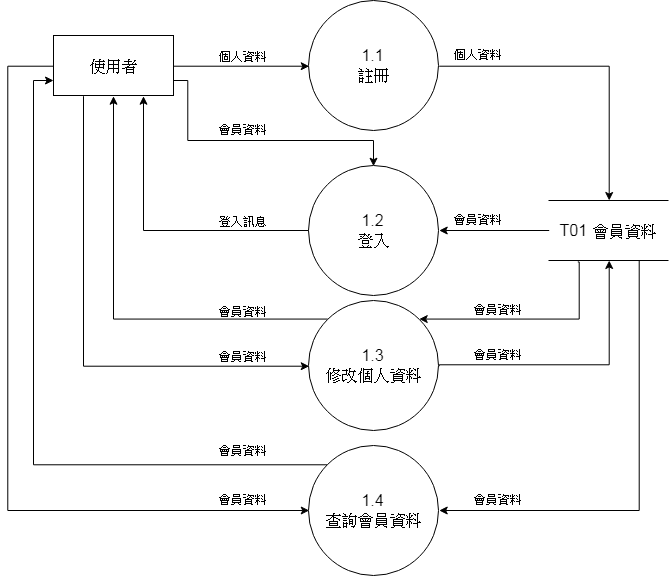 使用者
個人資料
1.1
註冊
個人資料
會員資料
登入訊息
1.2
登入
會員資料
T01 會員資料
會員資料
會員資料
1.3
修改個人資料
會員資料
會員資料
會員資料
會員資料
1.4
查詢會員資料
會員資料